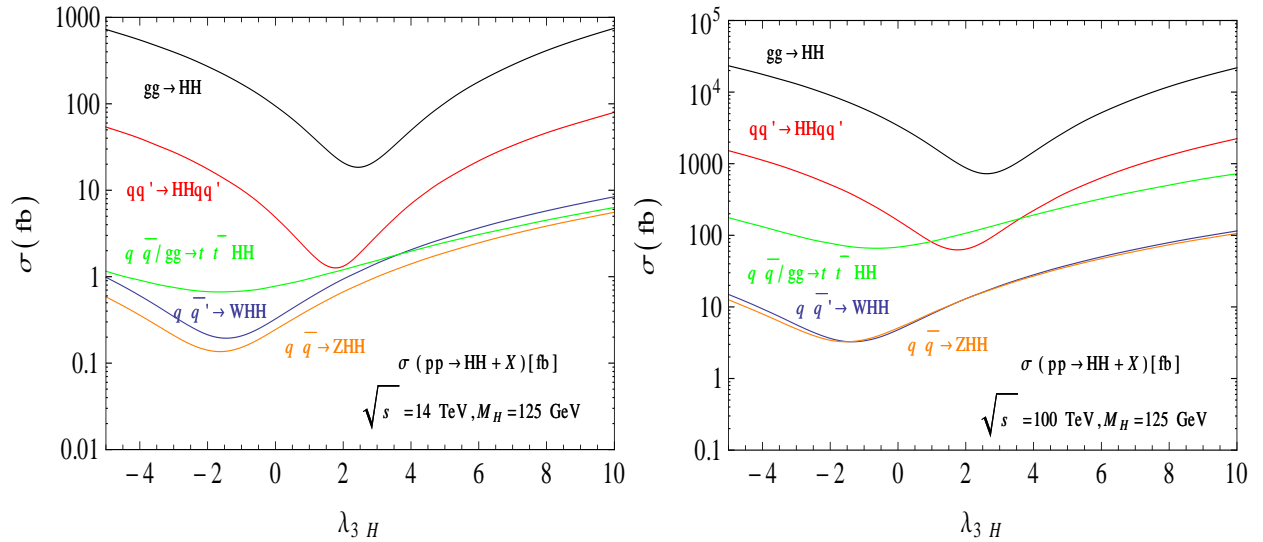 1000
100
10
1
0.1
0.01
σ ( fb )
gg → HH
qq ' → HHqq '
q q̅ / gg → t t̅ HH
q q̅ ' → WHH
q q̅ → ZHH
σ ( pp → HH + X ) [ fb ]
√s = 14 TeV , M_H = 125 GeV
− 4 − 2 0 2 4 6 8 10
λ_3 H
10^5
10^4
1000
100
10
1
0.1
σ ( fb )
gg → HH
qq ' → HHqq '
q q̅ / gg → t t̅ HH
q q̅ ' → WHH
q q̅ → ZHH
σ ( pp → HH + X ) [ fb ]
√s = 100 TeV , M_H = 125 GeV
− 4 − 2 0 2 4 6 8 10
λ_3 H